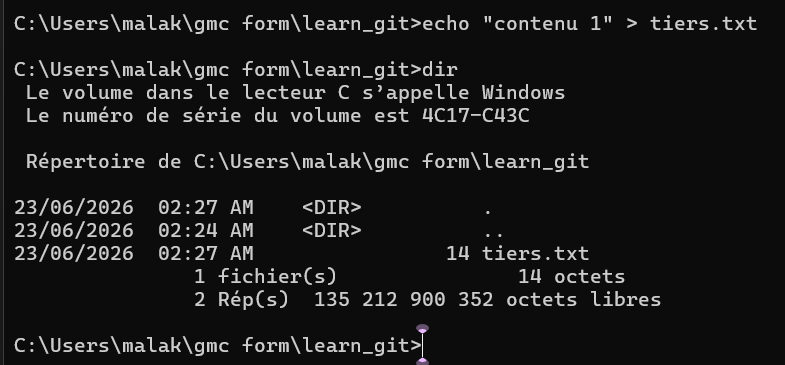 C:\Users\malak\gmc form\learn_git>echo "contenu 1" > tiers.txt
C:\Users\malak\gmc form\learn_git>dir
Le volume dans le lecteur C s’appelle Windows
Le numéro de série du volume est 4C17-C43C
Répertoire de C:\Users\malak\gmc form\learn_git
23/06/2026  02:27 AM    <DIR>          .
23/06/2026  02:24 AM    <DIR>          ..
23/06/2026  02:27 AM                14 tiers.txt
1 fichier(s)               14 octets
2 Rép(s)  135 212 900 352 octets libres
C:\Users\malak\gmc form\learn_git>